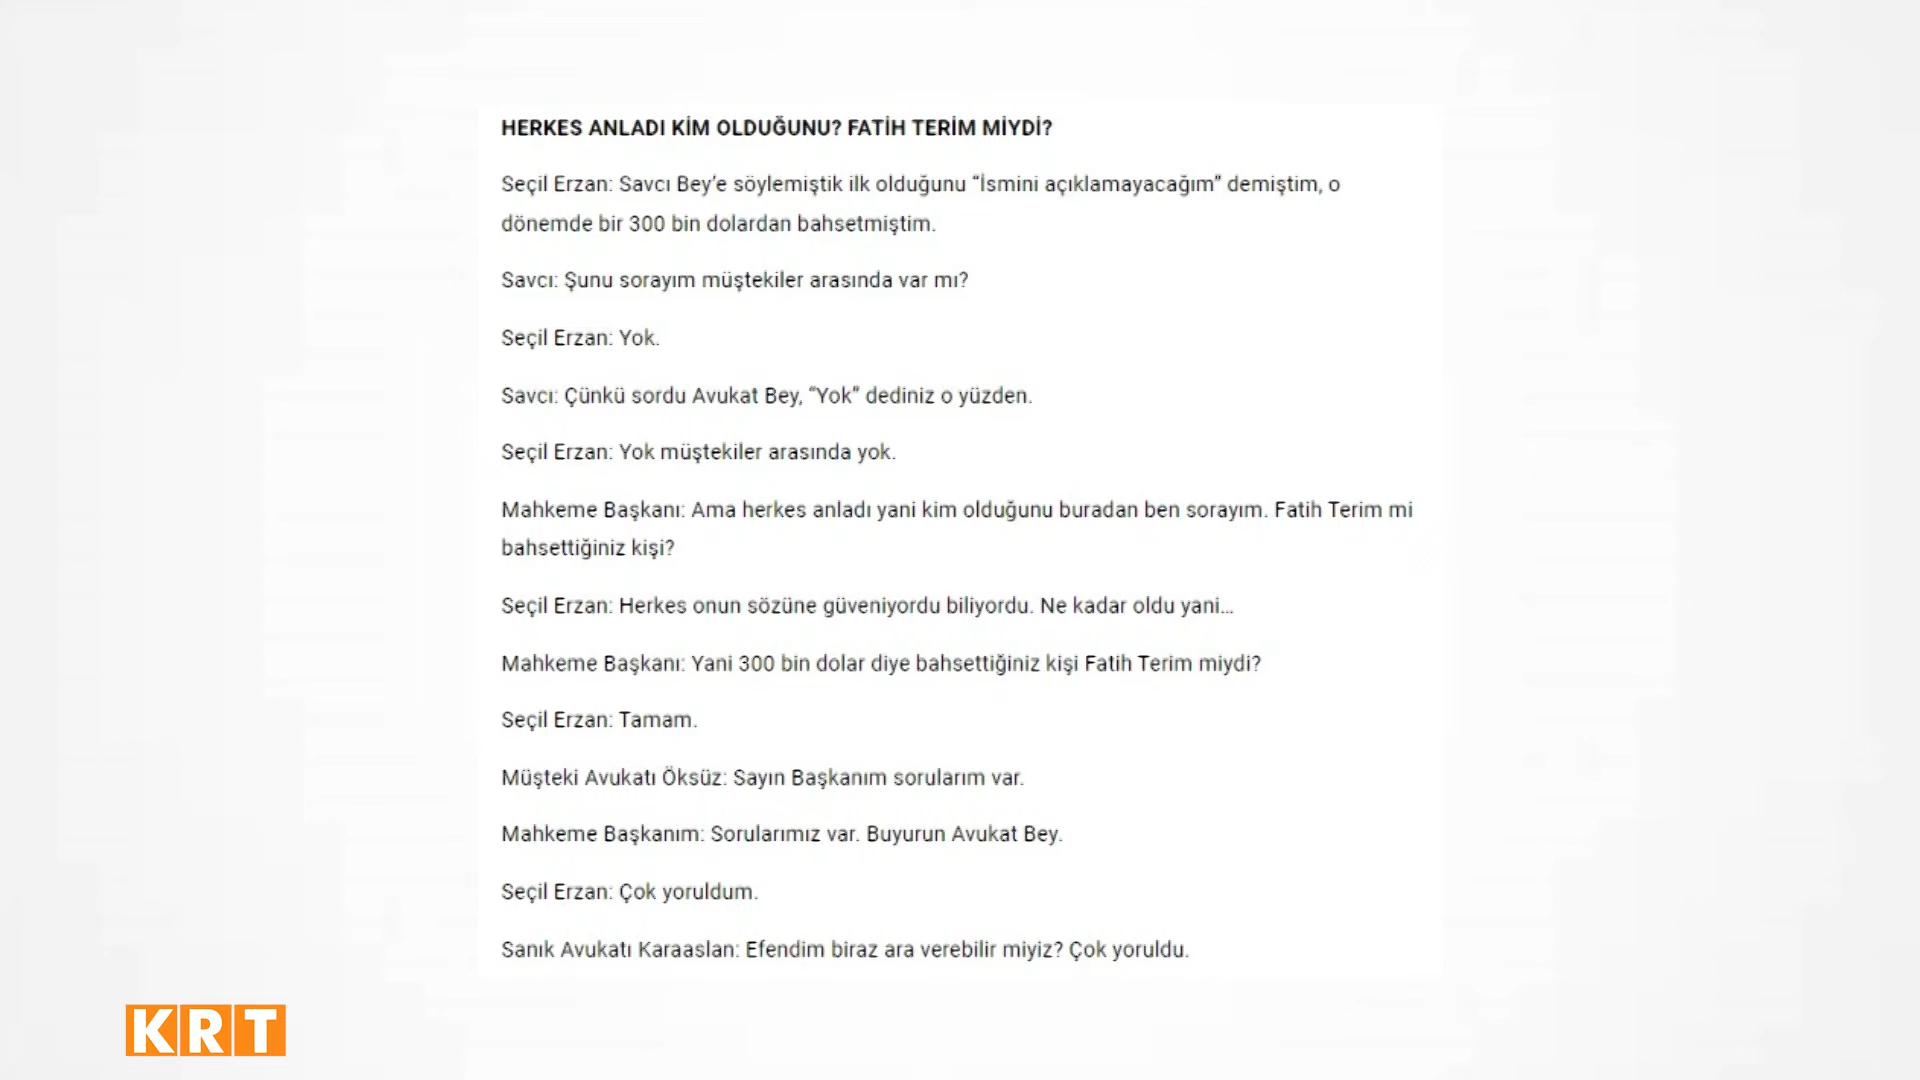 HERKES ANLADI KİM OLDUĞUNU? FATİH TERİM MİYDİ?
Seçil Erzan: Savcı Bey’e söylemiştik ilk olduğunu “İsmini açıklamayacağım” demiştim, o
dönemde bir 300 bin dolardan bahsetmiştim.
Savcı: Şunu sorayım müştekiler arasında var mı?
Seçil Erzan: Yok.
Savcı: Çünkü sordu Avukat Bey, “Yok” dediniz o yüzden.
Seçil Erzan: Yok müştekiler arasında yok.
Mahkeme Başkanı: Ama herkes anladı yani kim olduğunu buradan ben sorayım. Fatih Terim mi
bahsettiğiniz kişi?
Seçil Erzan: Herkes onun sözüne güveniyordu biliyordu. Ne kadar oldu yani...
Mahkeme Başkanı: Yani 300 bin dolar diye bahsettiğiniz kişi Fatih Terim miydi?
Seçil Erzan: Tamam.
Müşteki Avukatı Öksüz: Sayın Başkanım sorularım var.
Mahkeme Başkanım: Sorularımız var. Buyurun Avukat Bey.
Seçil Erzan: Çok yoruldum.
Sanık Avukatı Karaaslan: Efendim biraz ara verebilir miyiz? Çok yoruldu.
KRT